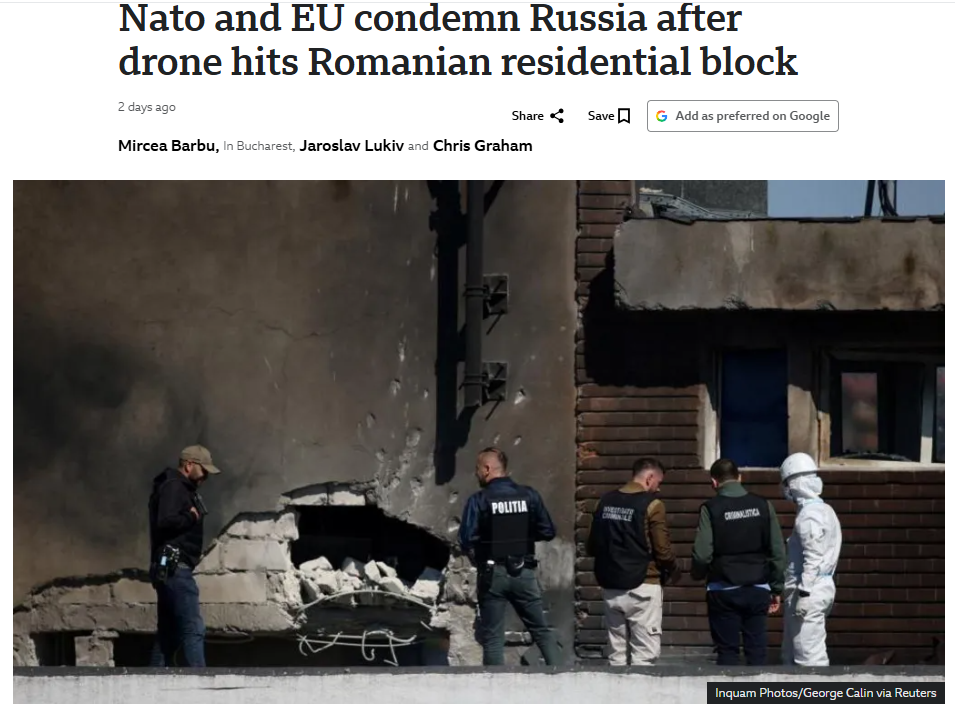 Nato and EU condemn Russia after
drone hits Romanian residential block
2 days ago
Share
Save
Add as preferred on Google
Mircea Barbu, In Bucharest, Jaroslav Lukiv and Chris Graham
POLITIA
CRIMINALISTICA
Inquam Photos/George Calin via Reuters